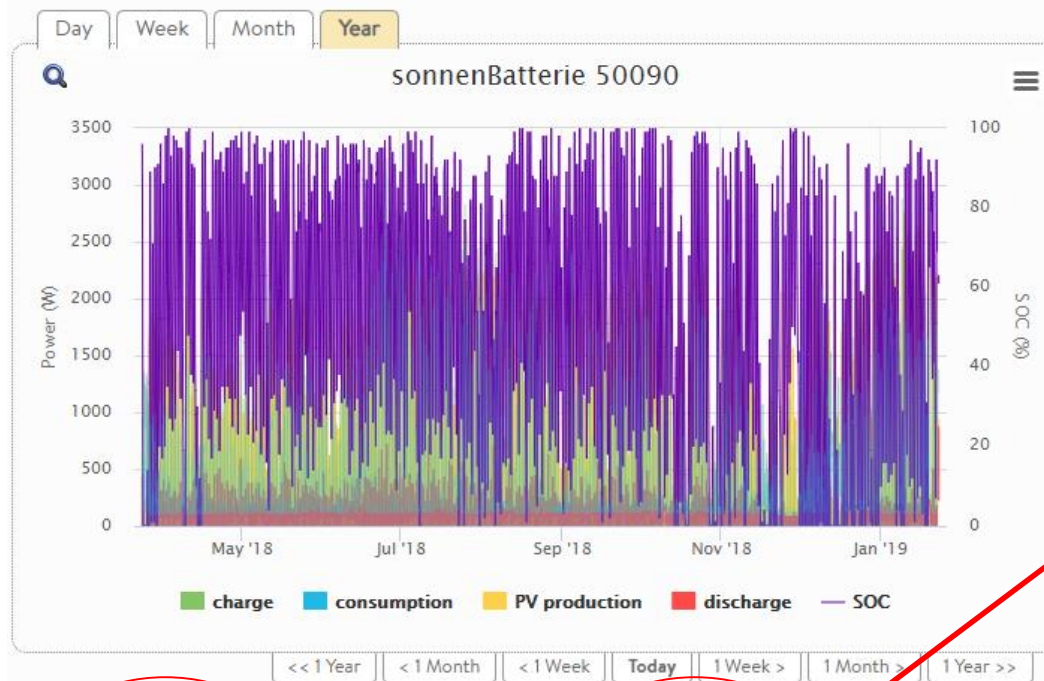 Day Week Month Year
sonnenBatterie 50090
3500 100
3000
80
2500
2000 60
Power (W) SOC (%)
1500
40
1000
20
500
0 0
May '18 Jul '18 Sep '18 Nov '18 Jan '19
charge consumption PV production discharge SOC
<< 1 Year < 1 Month < 1 Week Today 1 Week > 1 Month > 1 Year >>